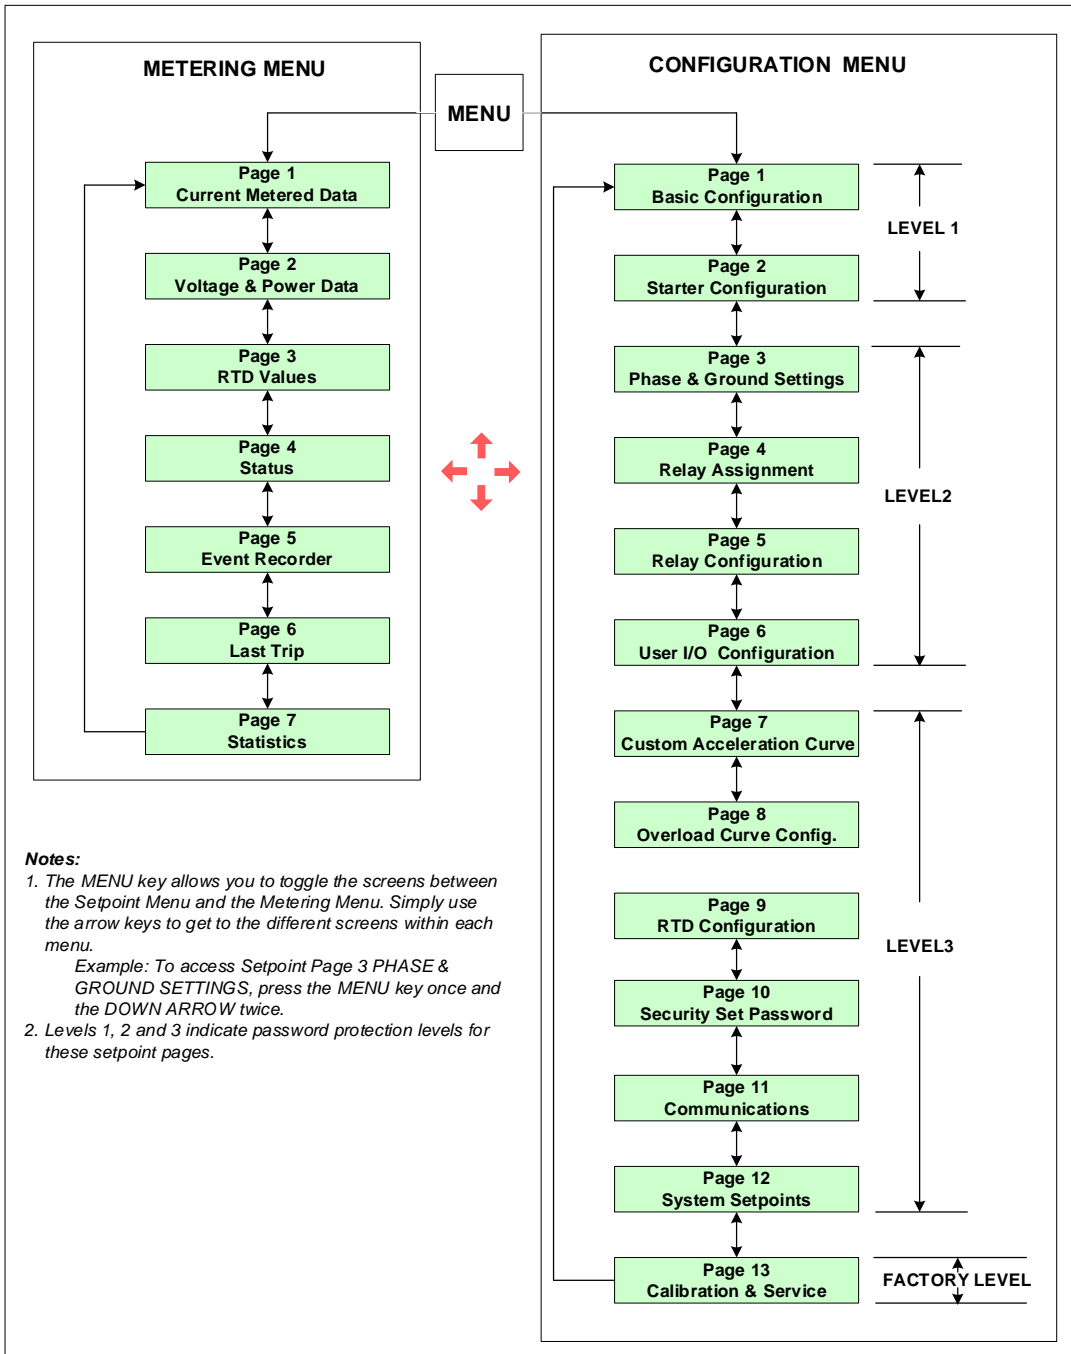 METERING MENU
Page 1
Current Metered Data
Page 2
Voltage & Power Data
Page 3
RTD Values
Page 4
Status
Page 5
Event Recorder
Page 6
Last Trip
Page 7
Statistics
MENU
CONFIGURATION MENU
Page 1
Basic Configuration
Page 2
Starter Configuration
LEVEL 1
Page 3
Phase & Ground Settings
Page 4
Relay Assignment
Page 5
Relay Configuration
Page 6
User I/O Configuration
LEVEL2
Page 7
Custom Acceleration Curve
Page 8
Overload Curve Config.
Page 9
RTD Configuration
Page 10
Security Set Password
Page 11
Communications
Page 12
System Setpoints
LEVEL3
Page 13
Calibration & Service
FACTORY LEVEL
Notes:
1. The MENU key allows you to toggle the screens between
the Setpoint Menu and the Metering Menu. Simply use
the arrow keys to get to the different screens within each
menu.
Example: To access Setpoint Page 3 PHASE &
GROUND SETTINGS, press the MENU key once and
the DOWN ARROW twice.
2. Levels 1, 2 and 3 indicate password protection levels for
these setpoint pages.